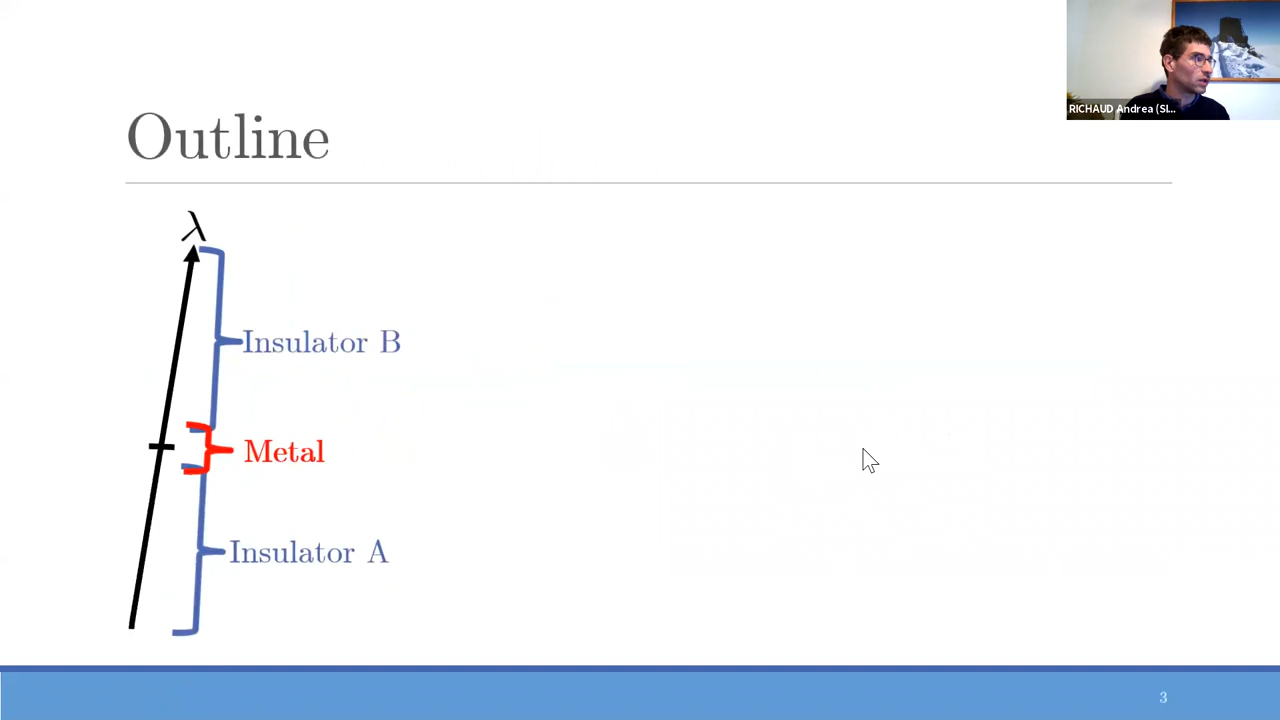 RICHAUD Andrea (SI...
Outline
λ
Insulator B
Metal
Insulator A
3